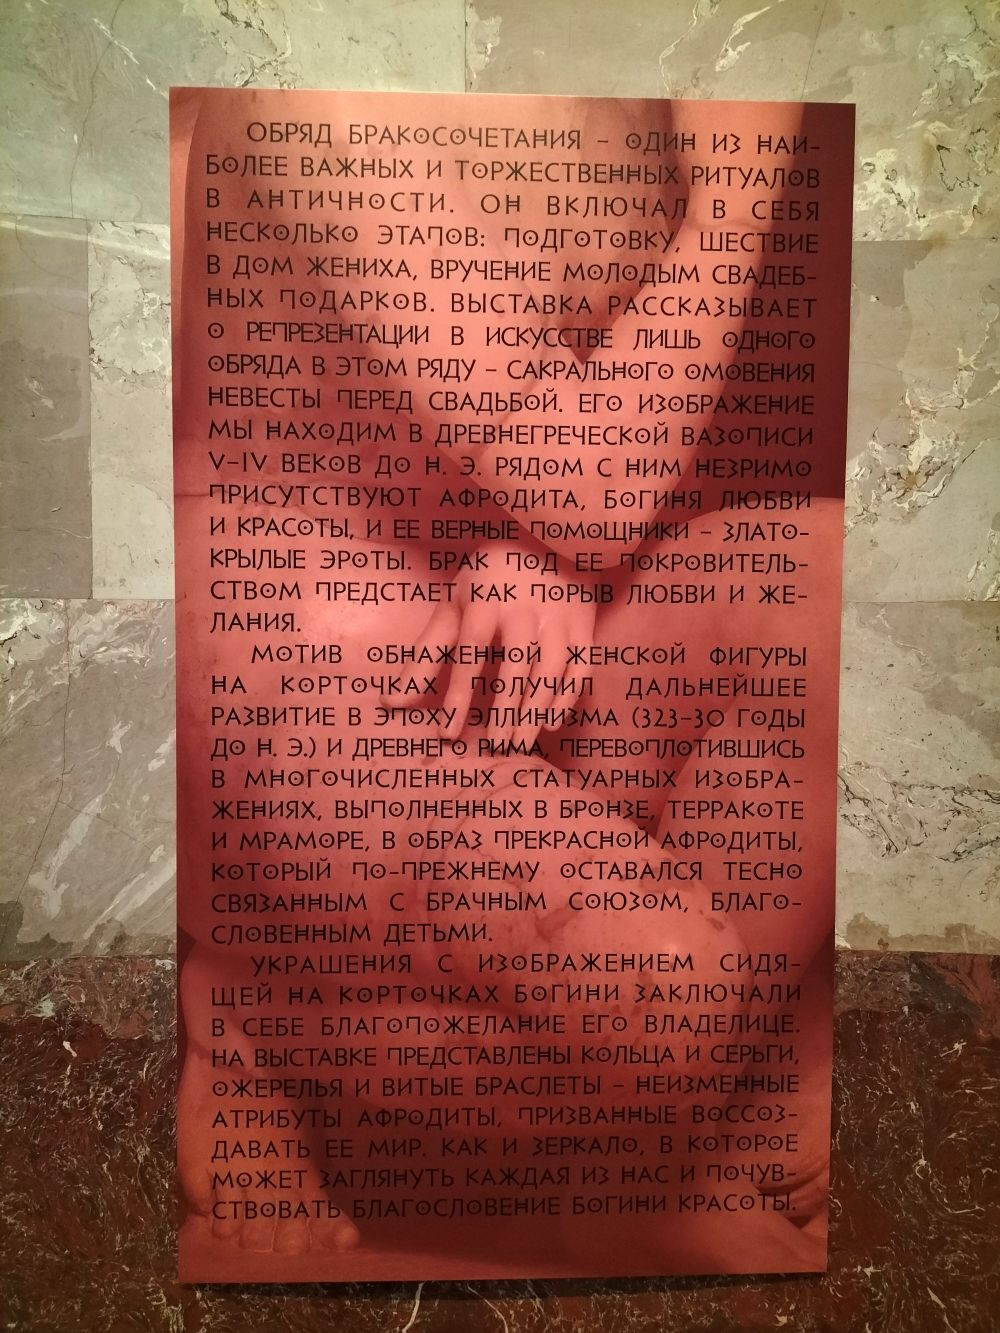 ОБРЯД БРАКОСОЧЕТАНИЯ – ОДИН ИЗ НАИ-
БОЛЕЕ ВАЖНЫХ И ТОРЖЕСТВЕННЫХ РИТУАЛОВ
В АНТИЧНОСТИ. ОН ВКЛЮЧАЛ В СЕБЯ
НЕСКОЛЬКО ЭТАПОВ: ПОДГОТОВКУ, ШЕСТВИЕ
В ДОМ ЖЕНИХА, ВРУЧЕНИЕ МОЛОДЫМ СВАДЕБ-
НЫХ ПОДАРКОВ. ВЫСТАВКА РАССКАЗЫВАЕТ
О РЕПРЕЗЕНТАЦИИ В ИСКУССТВЕ ЛИШЬ ОДНОГО
ОБРЯДА В ЭТОМ РЯДУ – САКРАЛЬНОГО ОМОВЕНИЯ
НЕВЕСТЫ ПЕРЕД СВАДЬБОЙ. ЕГО ИЗОБРАЖЕНИЕ
МЫ НАХОДИМ В ДРЕВНЕГРЕЧЕСКОЙ ВАЗОПИСИ
V–IV ВЕКОВ ДО Н. Э. РЯДОМ С НИМ НЕЗРИМО
ПРИСУТСТВУЮТ АФРОДИТА, БОГИНЯ ЛЮБВИ
И КРАСОТЫ, И ЕЕ ВЕРНЫЕ ПОМОЩНИКИ – ЗЛАТО-
КРЫЛЫЕ ЭРОТЫ. БРАК ПОД ЕЕ ПОКРОВИТЕЛЬ-
СТВОМ ПРЕДСТАЕТ КАК ПОРЫВ ЛЮБВИ И ЖЕ-
ЛАНИЯ.
МОТИВ ОБНАЖЕННОЙ ЖЕНСКОЙ ФИГУРЫ
НА КОРТОЧКАХ ПОЛУЧИЛ ДАЛЬНЕЙШЕЕ
РАЗВИТИЕ В ЭПОХУ ЭЛЛИНИЗМА (323–30 ГОДЫ
ДО Н. Э.) И ДРЕВНЕГО РИМА, ПЕРЕВОПЛОТИВШИСЬ
В МНОГОЧИСЛЕННЫХ СТАТУАРНЫХ ИЗОБРА-
ЖЕНИЯХ, ВЫПОЛНЕННЫХ В БРОНЗЕ, ТЕРРАКОТЕ
И МРАМОРЕ, В ОБРАЗ ПРЕКРАСНОЙ АФРОДИТЫ,
КОТОРЫЙ ПО-ПРЕЖНЕМУ ОСТАВАЛСЯ ТЕСНО
СВЯЗАННЫМ С БРАЧНЫМ СОЮЗОМ, БЛАГО-
СЛОВЕННЫМ ДЕТЬМИ.
УКРАШЕНИЯ С ИЗОБРАЖЕНИЕМ СИДЯ-
ЩЕЙ НА КОРТОЧКАХ БОГИНИ ЗАКЛЮЧАЛИ
В СЕБЕ БЛАГОПОЖЕЛАНИЕ ЕГО ВЛАДЕЛИЦЕ.
НА ВЫСТАВКЕ ПРЕДСТАВЛЕНЫ КОЛЬЦА И СЕРЬГИ,
ОЖЕРЕЛЬЯ И ВИТЫЕ БРАСЛЕТЫ – НЕИЗМЕННЫЕ
АТРИБУТЫ АФРОДИТЫ, ПРИЗВАННЫЕ ВОССОЗ-
ДАВАТЬ ЕЕ МИР. КАК И ЗЕРКАЛО, В КОТОРОЕ
МОЖЕТ ЗАГЛЯНУТЬ КАЖДАЯ ИЗ НАС И ПОЧУВ-
СТВОВАТЬ БЛАГОСЛОВЕНИЕ БОГИНИ КРАСОТЫ.